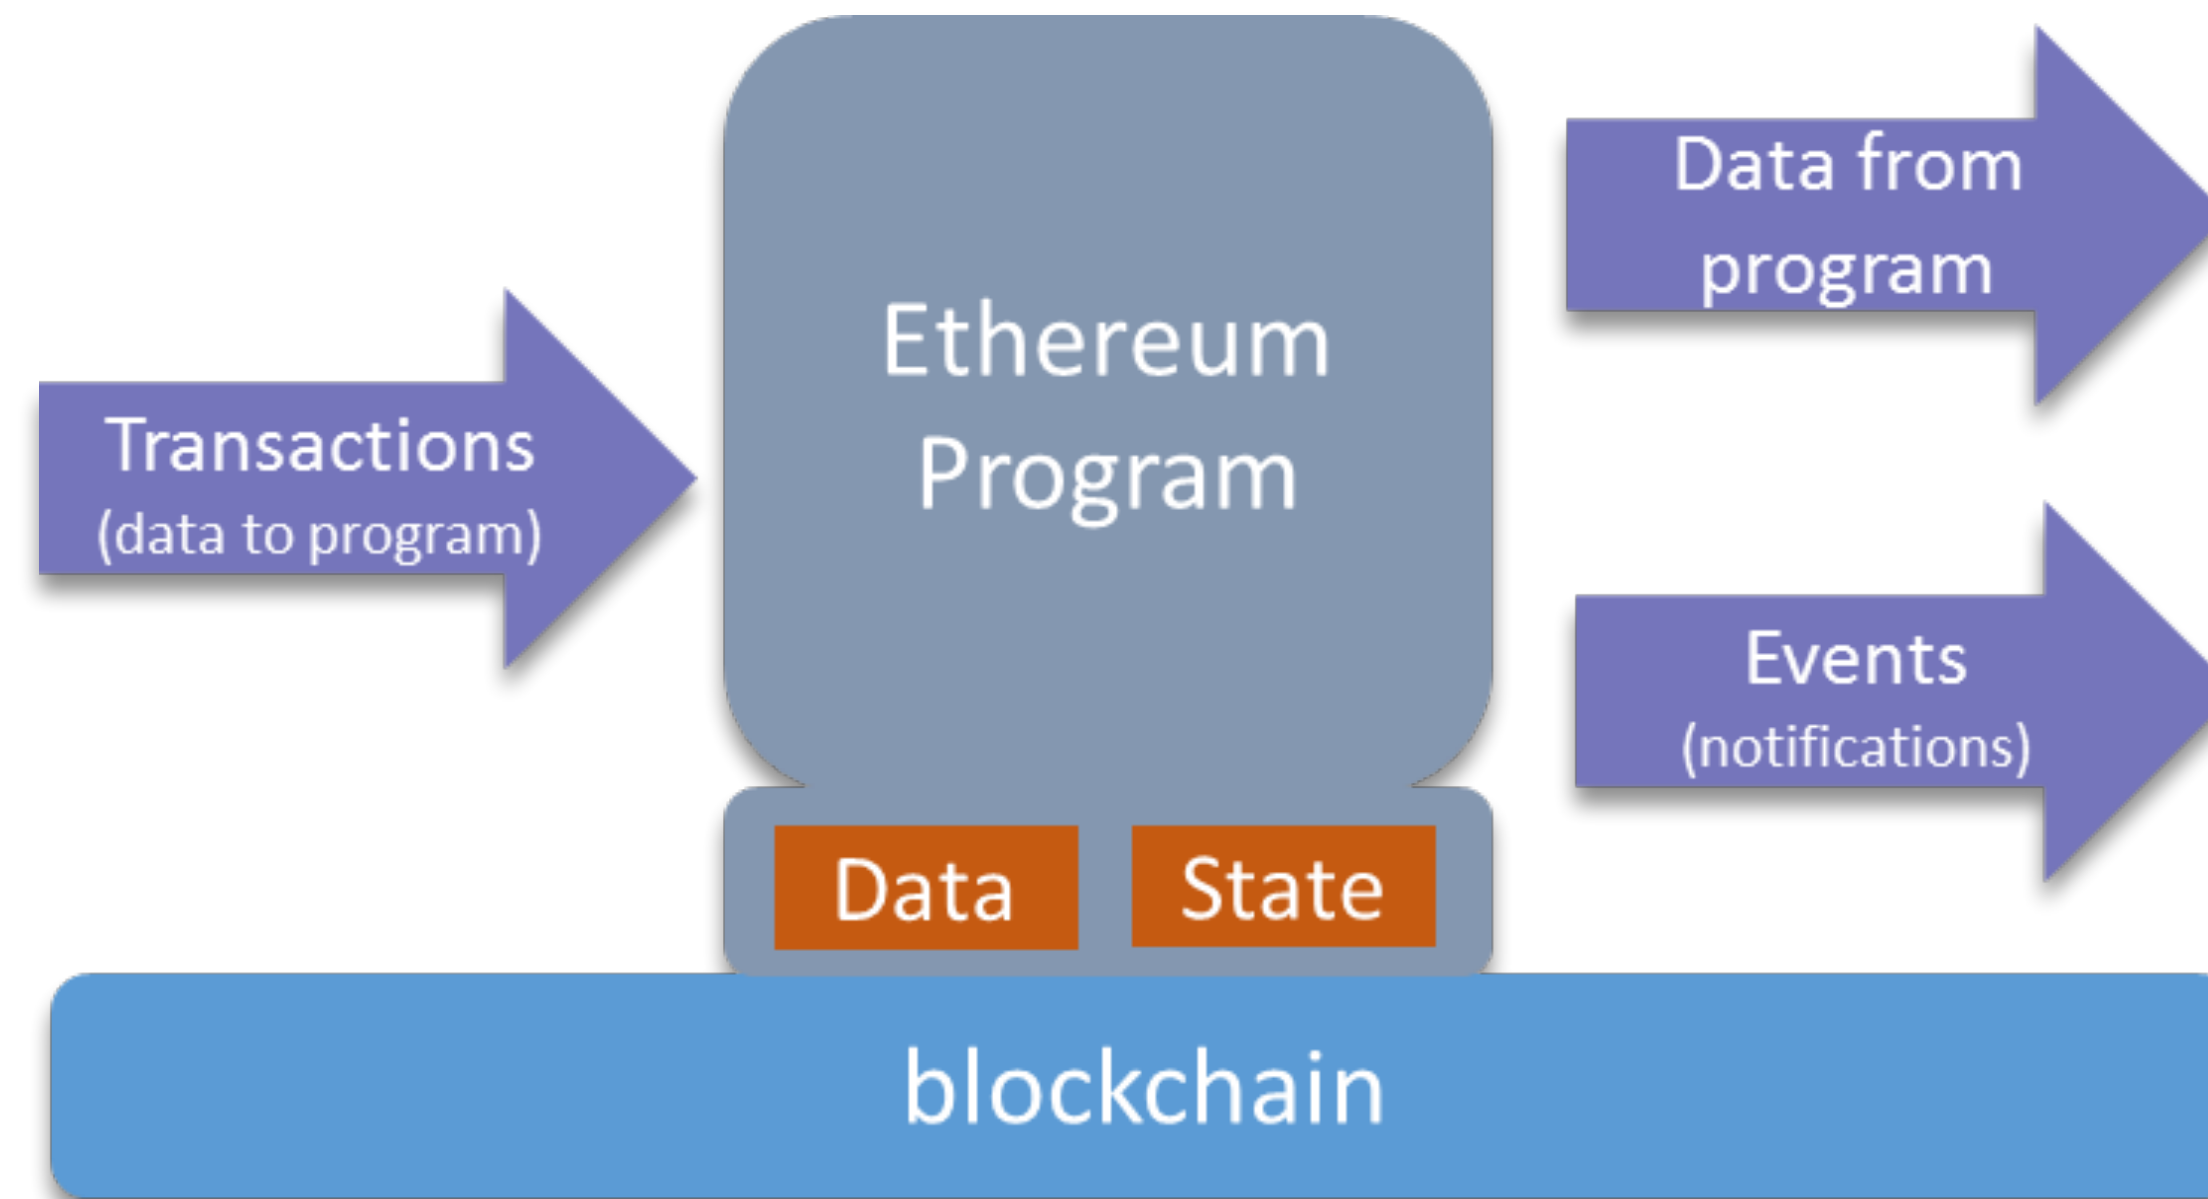 Transactions
(data to program)
Ethereum
Program
Data from
program
Events
(notifications)
Data
State
blockchain